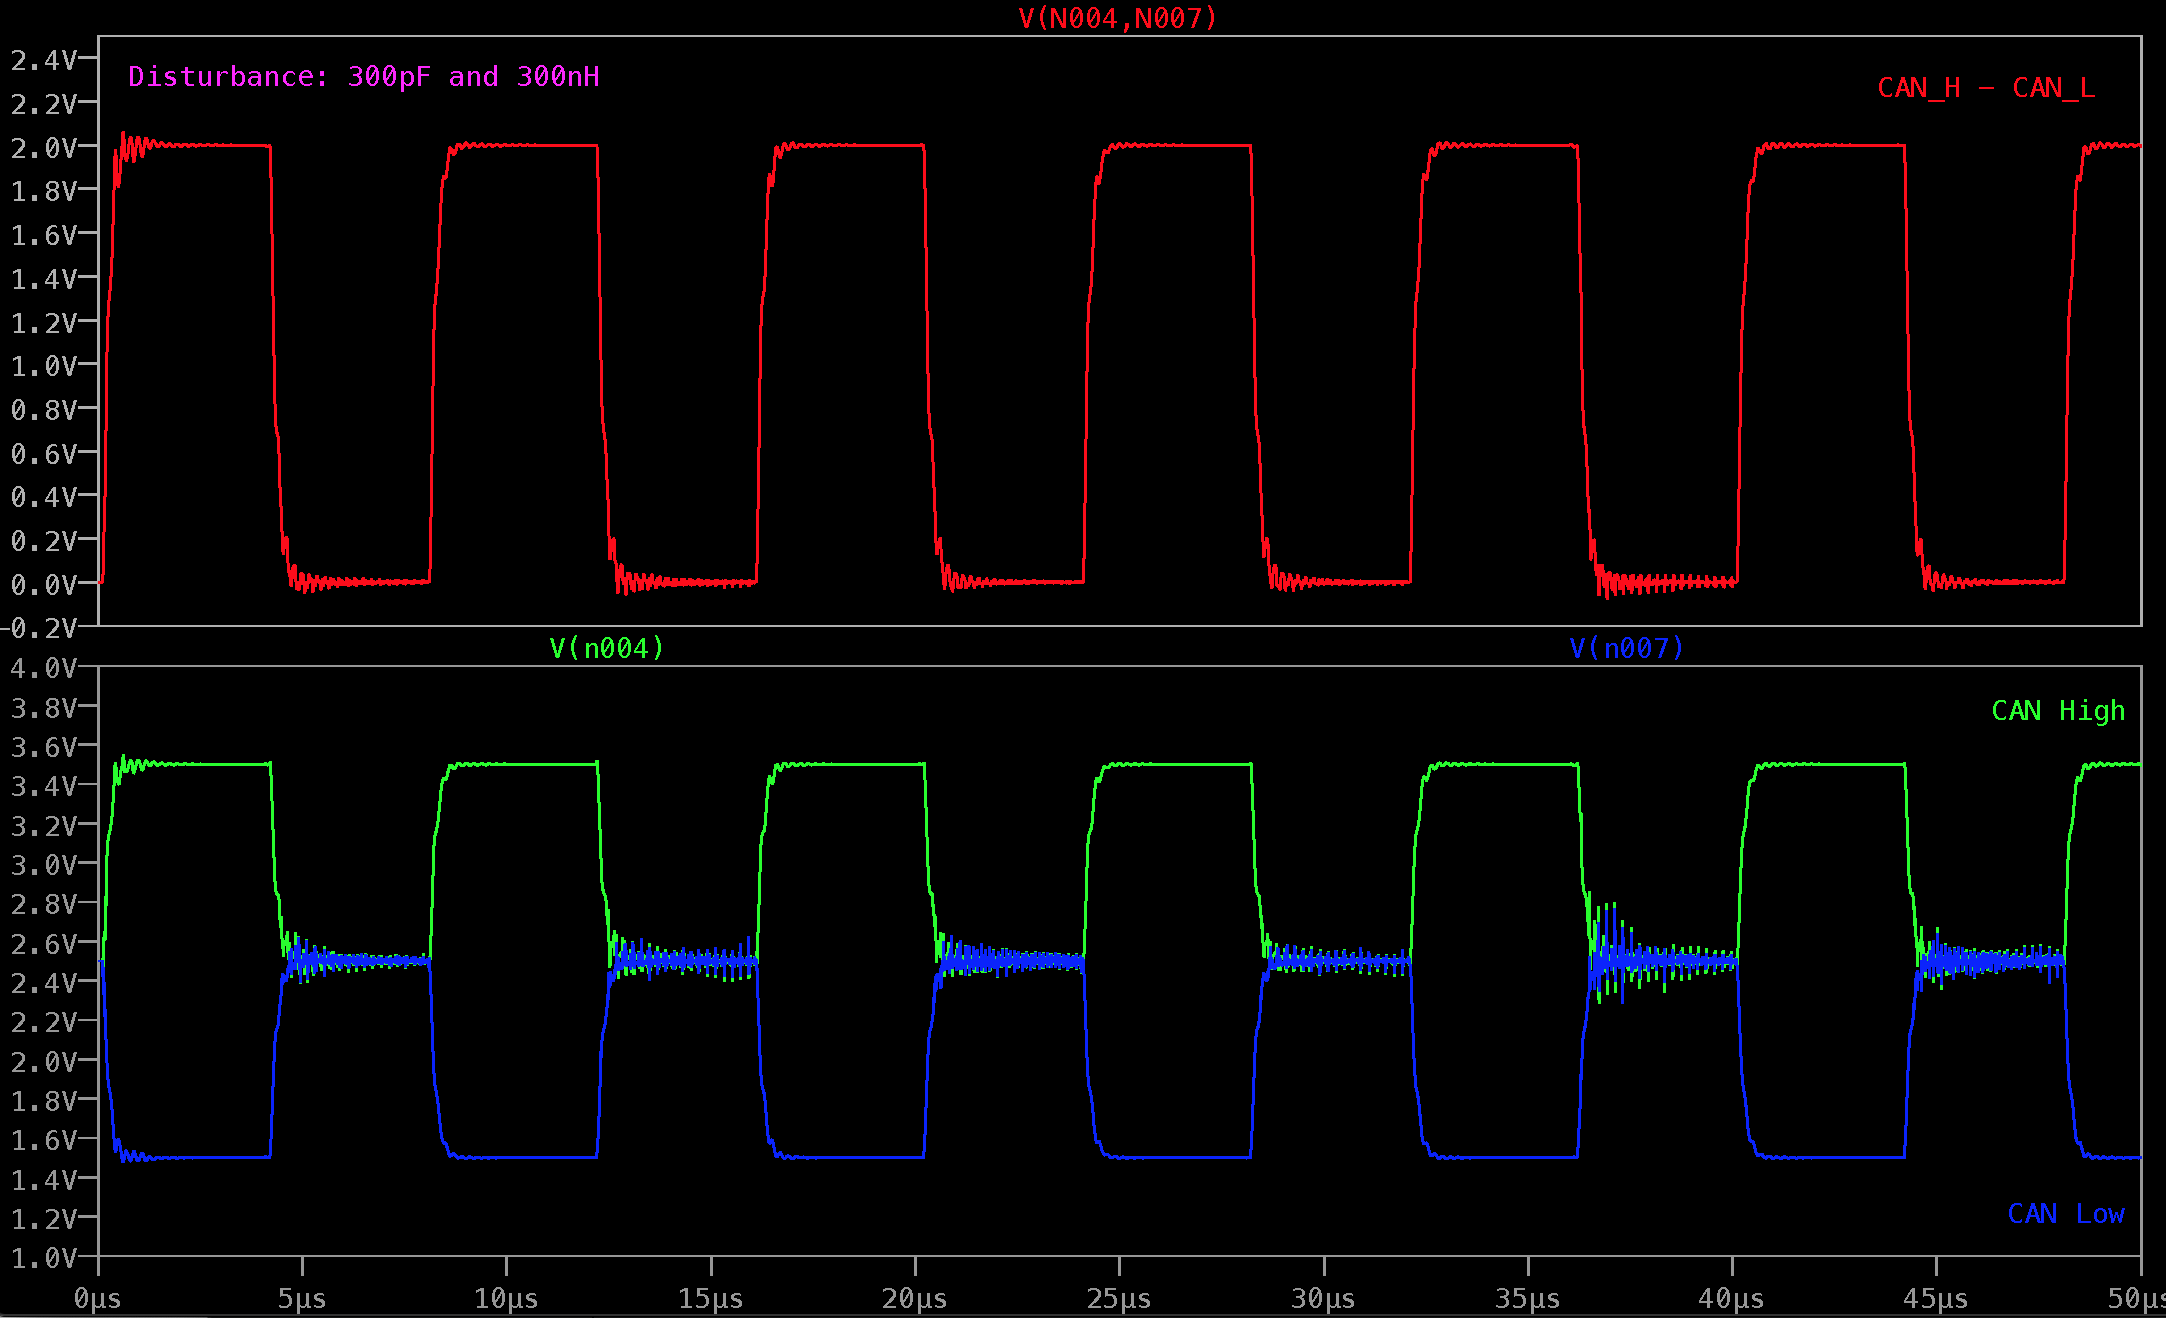 V(N004,N007)
2.4V
Disturbance: 300pF and 300nH
CAN_H - CAN_L
2.2V
2.0V
1.8V
1.6V
1.4V
1.2V
1.0V
0.8V
0.6V
0.4V
0.2V
0.0V
-0.2V
V(n004)
V(n007)
4.0V
3.8V
CAN High
3.6V
3.4V
3.2V
3.0V
2.8V
2.6V
2.4V
2.2V
2.0V
1.8V
1.6V
1.4V
1.2V
CAN Low
1.0V
0µs 5µs 10µs 15µs 20µs 25µs 30µs 35µs 40µs 45µs 50µs